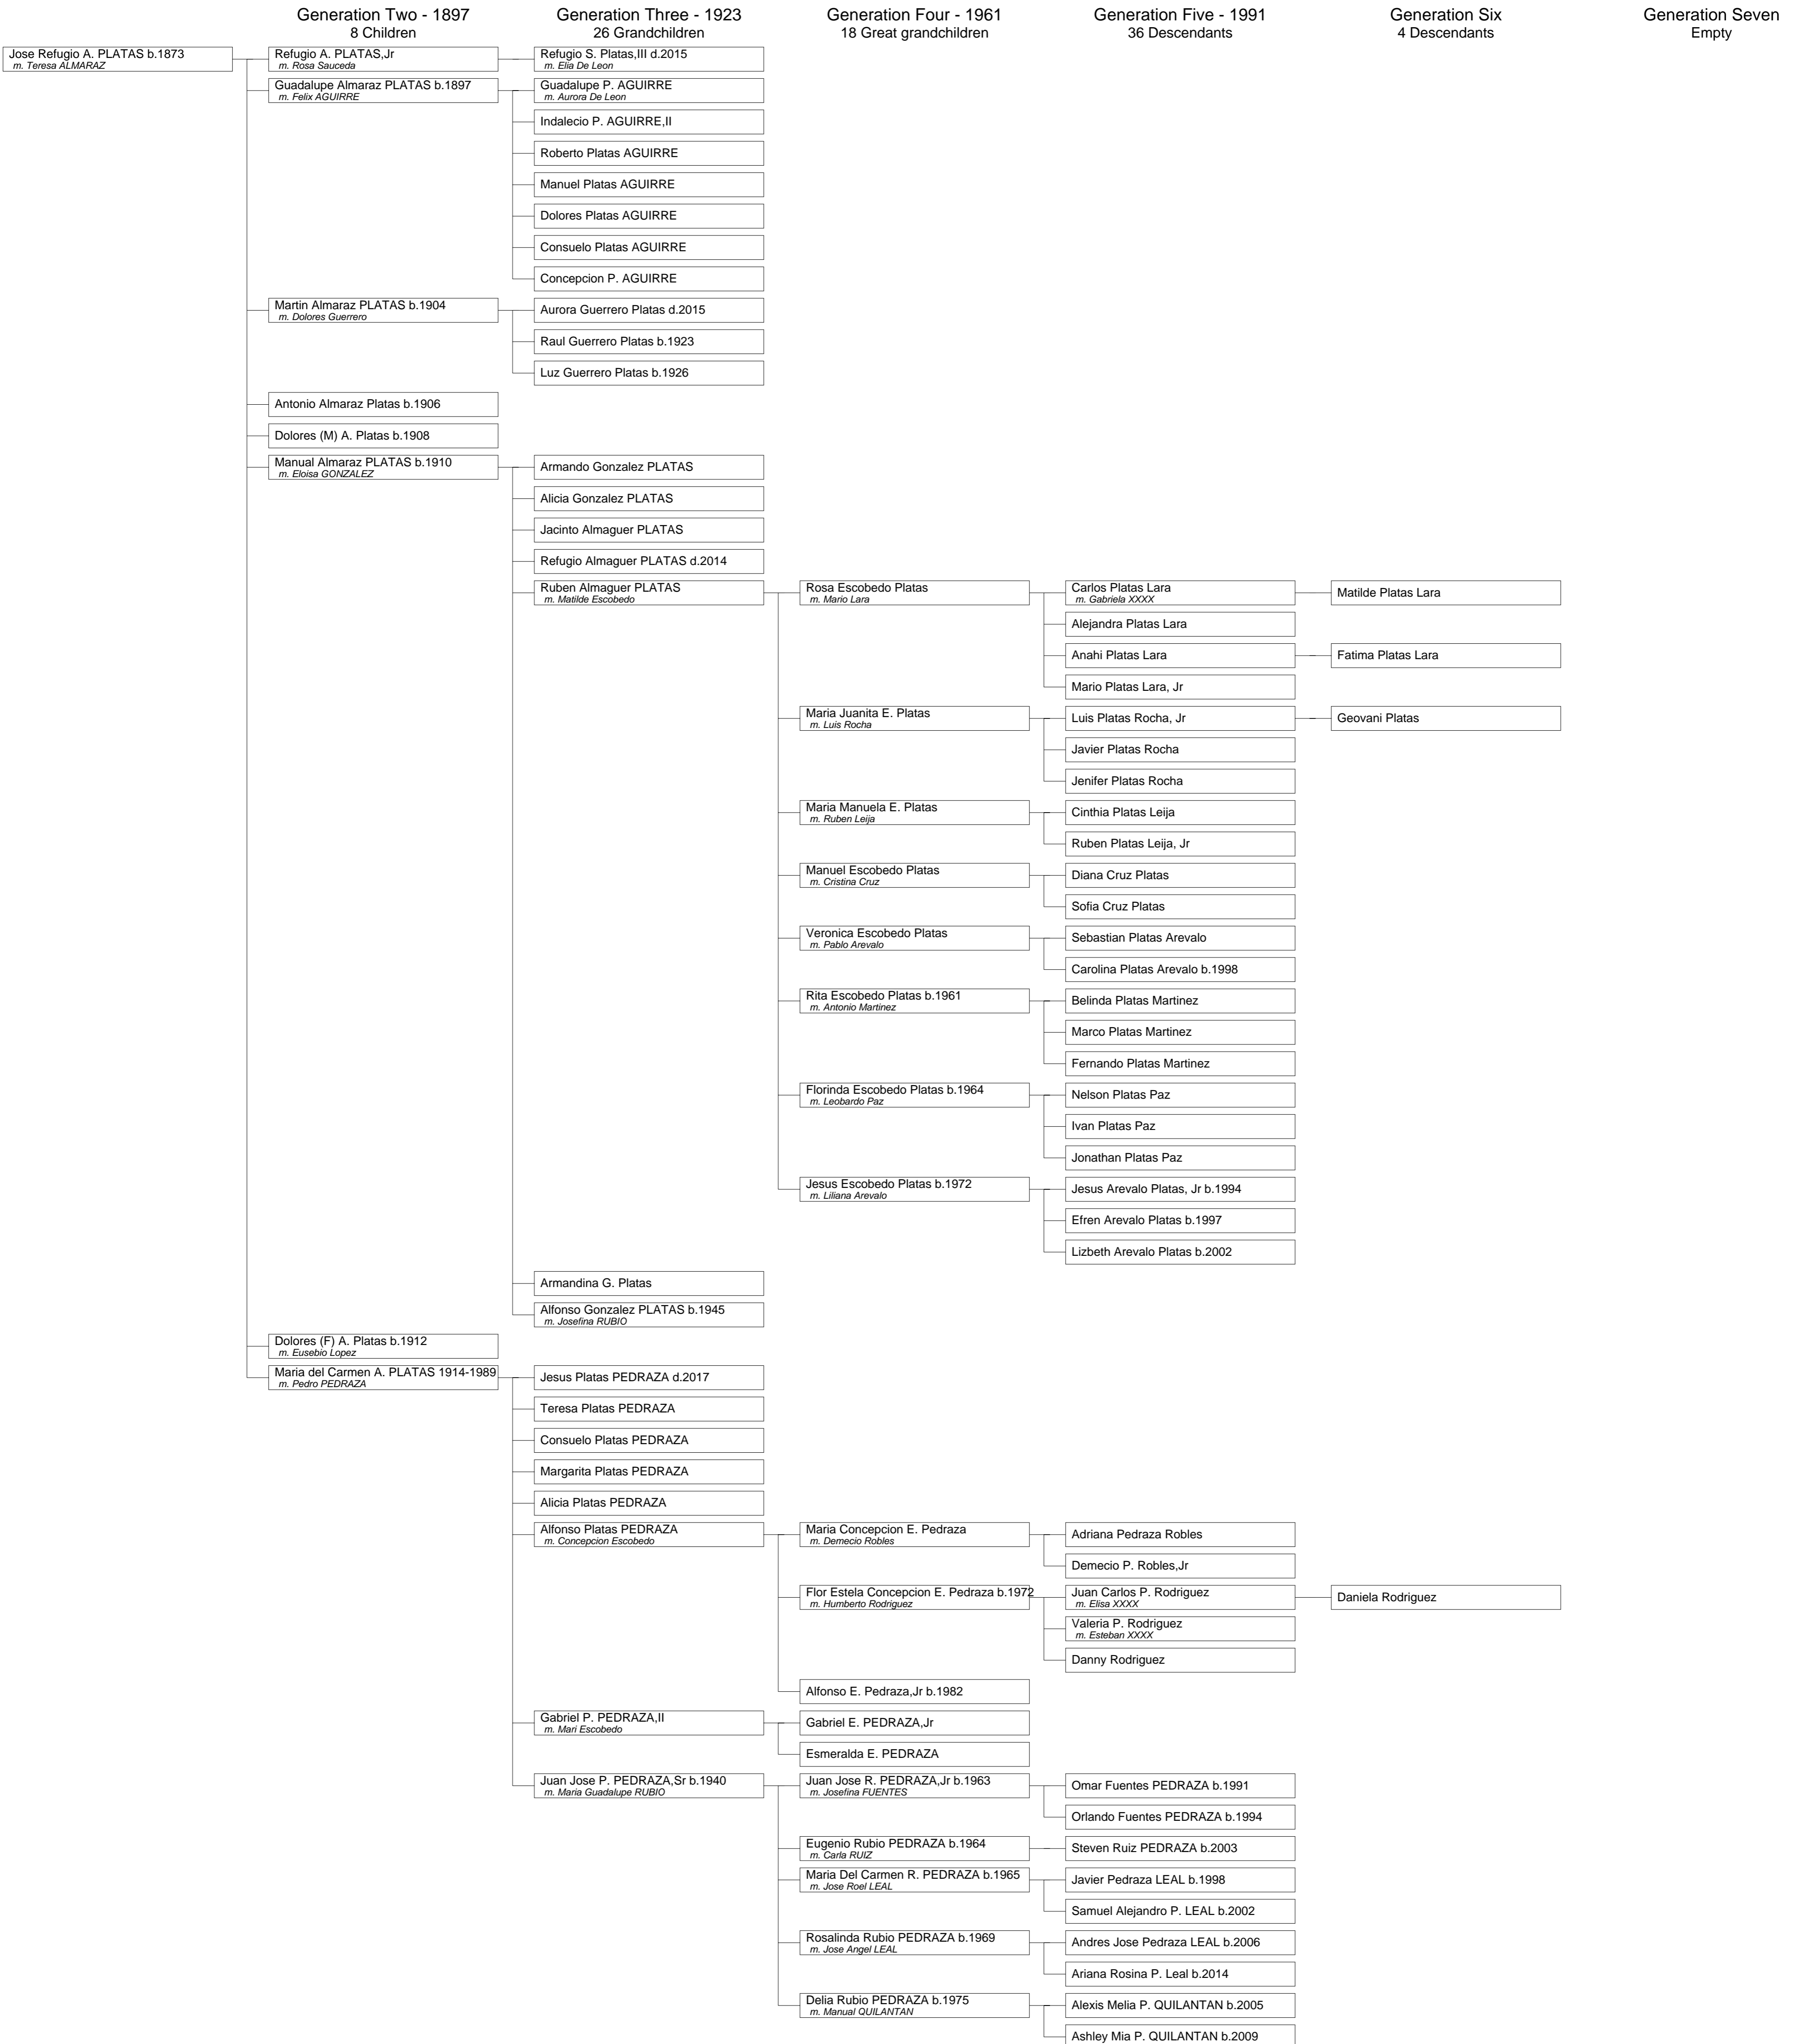 Generation Two - 1897
8 Children
Generation Three - 1923
26 Grandchildren
Generation Four - 1961
18 Great grandchildren
Generation Five - 1991
36 Descendants
Generation Six
4 Descendants
Generation Seven
Empty
Jose Refugio A. PLATAS b.1873
m. Teresa ALMARAZ
Refugio A. PLATAS,Jr
m. Rosa Sauceda
Refugio S. Platas,III d.2015
m. Elia De Leon
Guadalupe Almaraz PLATAS b.1897
m. Felix AGUIRRE
Guadalupe P. AGUIRRE
m. Aurora De Leon
Indalecio P. AGUIRRE,II
Roberto Platas AGUIRRE
Manuel Platas AGUIRRE
Dolores Platas AGUIRRE
Consuelo Platas AGUIRRE
Concepcion P. AGUIRRE
Martin Almaraz PLATAS b.1904
m. Dolores Guerrero
Aurora Guerrero Platas d.2015
Raul Guerrero Platas b.1923
Luz Guerrero Platas b.1926
Antonio Almaraz Platas b.1906
Dolores (M) A. Platas b.1908
Manual Almaraz PLATAS b.1910
m. Eloisa GONZALEZ
Armando Gonzalez PLATAS
Alicia Gonzalez PLATAS
Jacinto Almaguer PLATAS
Refugio Almaguer PLATAS d.2014
Ruben Almaguer PLATAS
m. Matilde Escobedo
Rosa Escobedo Platas
m. Mario Lara
Carlos Platas Lara
m. Gabriela XXXX
Matilde Platas Lara
Alejandra Platas Lara
Anahi Platas Lara
Fatima Platas Lara
Mario Platas Lara, Jr
Maria Juanita E. Platas
m. Luis Rocha
Luis Platas Rocha, Jr
Geovani Platas
Javier Platas Rocha
Jenifer Platas Rocha
Maria Manuela E. Platas
m. Ruben Leija
Cinthia Platas Leija
Ruben Platas Leija, Jr
Manuel Escobedo Platas
m. Cristina Cruz
Diana Cruz Platas
Sofia Cruz Platas
Veronica Escobedo Platas
m. Pablo Arevalo
Sebastian Platas Arevalo
Carolina Platas Arevalo b.1998
Rita Escobedo Platas b.1961
m. Antonio Martinez
Belinda Platas Martinez
Marco Platas Martinez
Fernando Platas Martinez
Florinda Escobedo Platas b.1964
m. Leobardo Paz
Nelson Platas Paz
Ivan Platas Paz
Jonathan Platas Paz
Jesus Escobedo Platas b.1972
m. Liliana Arevalo
Jesus Arevalo Platas, Jr b.1994
Efren Arevalo Platas b.1997
Lizbeth Arevalo Platas b.2002
Armandina G. Platas
Alfonso Gonzalez PLATAS b.1945
m. Josefina RUBIO
Dolores (F) A. Platas b.1912
m. Eusebio Lopez
Maria del Carmen A. PLATAS 1914-1989
m. Pedro PEDRAZA
Jesus Platas PEDRAZA d.2017
Teresa Platas PEDRAZA
Consuelo Platas PEDRAZA
Margarita Platas PEDRAZA
Alicia Platas PEDRAZA
Alfonso Platas PEDRAZA
m. Concepcion Escobedo
Maria Concepcion E. Pedraza
m. Demecio Robles
Adriana Pedraza Robles
Demecio P. Robles,Jr
Flor Estela Concepcion E. Pedraza b.1972
m. Humberto Rodriguez
Juan Carlos P. Rodriguez
m. Elisa XXXX
Daniela Rodriguez
Valeria P. Rodriguez
m. Esteban XXXX
Danny Rodriguez
Alfonso E. Pedraza,Jr b.1982
Gabriel P. PEDRAZA,II
m. Mari Escobedo
Gabriel E. PEDRAZA,Jr
Esmeralda E. PEDRAZA
Juan Jose P. PEDRAZA,Sr b.1940
m. Maria Guadalupe RUBIO
Juan Jose R. PEDRAZA,Jr b.1963
m. Josefina FUENTES
Omar Fuentes PEDRAZA b.1991
Orlando Fuentes PEDRAZA b.1994
Eugenio Rubio PEDRAZA b.1964
m. Carla RUIZ
Steven Ruiz PEDRAZA b.2003
Maria Del Carmen R. PEDRAZA b.1965
m. Jose Roel LEAL
Javier Pedraza LEAL b.1998
Samuel Alejandro P. LEAL b.2002
Rosalinda Rubio PEDRAZA b.1969
m. Jose Angel LEAL
Andres Jose Pedraza LEAL b.2006
Ariana Rosina P. Leal b.2014
Delia Rubio PEDRAZA b.1975
m. Manual QUILANTAN
Alexis Melia P. QUILANTAN b.2005
Ashley Mia P. QUILANTAN b.2009